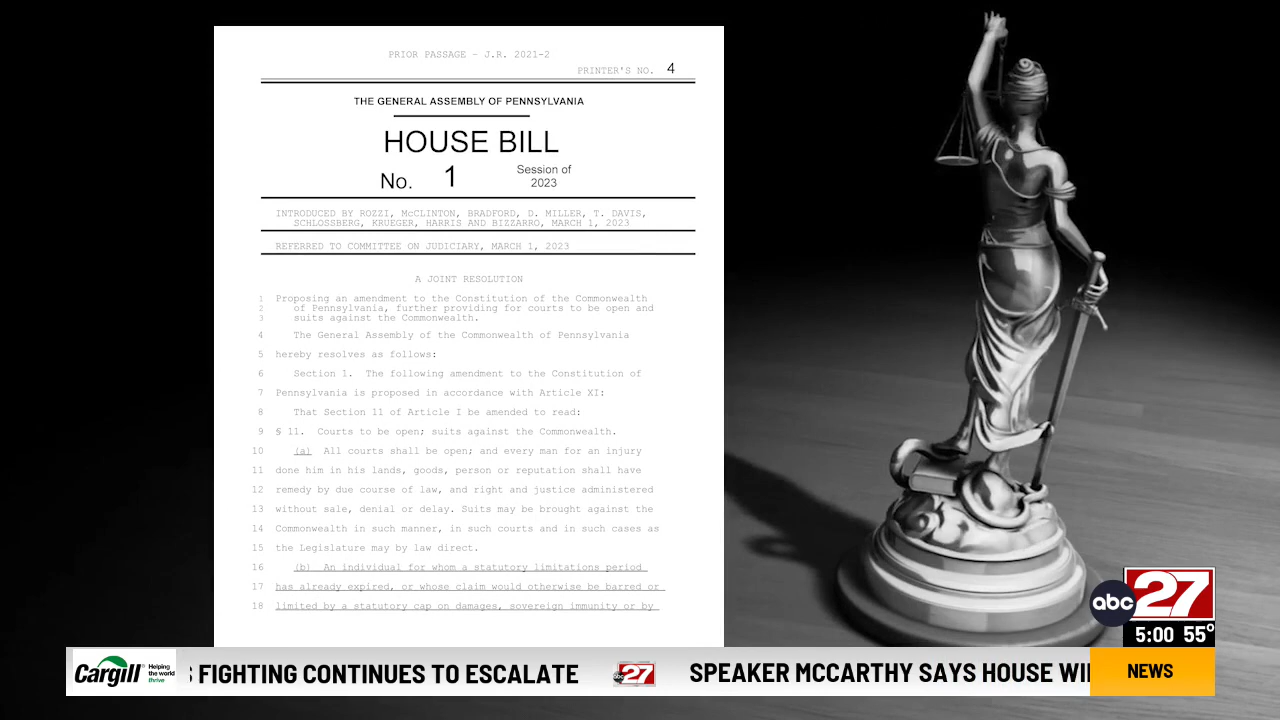 PRIOR PASSAGE - J.R. 2021-2
PRINTER'S NO. 4
THE GENERAL ASSEMBLY OF PENNSYLVANIA
HOUSE BILL
No. 1 Session of 2023
INTRODUCED BY ROZZI, McCLINTON, BRADFORD, D. MILLER, T. DAVIS,
SCHLOSSBERG, KRUEGER, HARRIS AND BIZZARRO, MARCH 1, 2023
REFERRED TO COMMITTEE ON JUDICIARY, MARCH 1, 2023
A JOINT RESOLUTION
1 Proposing an amendment to the Constitution of the Commonwealth
2 of Pennsylvania, further providing for courts to be open and
3 suits against the Commonwealth.
4 The General Assembly of the Commonwealth of Pennsylvania
5 hereby resolves as follows:
6 Section 1. The following amendment to the Constitution of
7 Pennsylvania is proposed in accordance with Article XI:
8 That Section 11 of Article I be amended to read:
9 § 11. Courts to be open; suits against the Commonwealth.
10 (a) All courts shall be open; and every man for an injury
11 done him in his lands, goods, person or reputation shall have
12 remedy by due course of law, and right and justice administered
13 without sale, denial or delay. Suits may be brought against the
14 Commonwealth in such manner, in such courts and in such cases as
15 the Legislature may by law direct.
16 (b) An individual for whom a statutory limitations period
17 has already expired, or whose claim would otherwise be barred or
18 limited by a statutory cap on damages, sovereign immunity or by
abc 27
5:00 55°
Cargill Helping the world thrive
FIGHTING CONTINUES TO ESCALATE abc 27 SPEAKER MCCARTHY SAYS HOUSE
NEWS